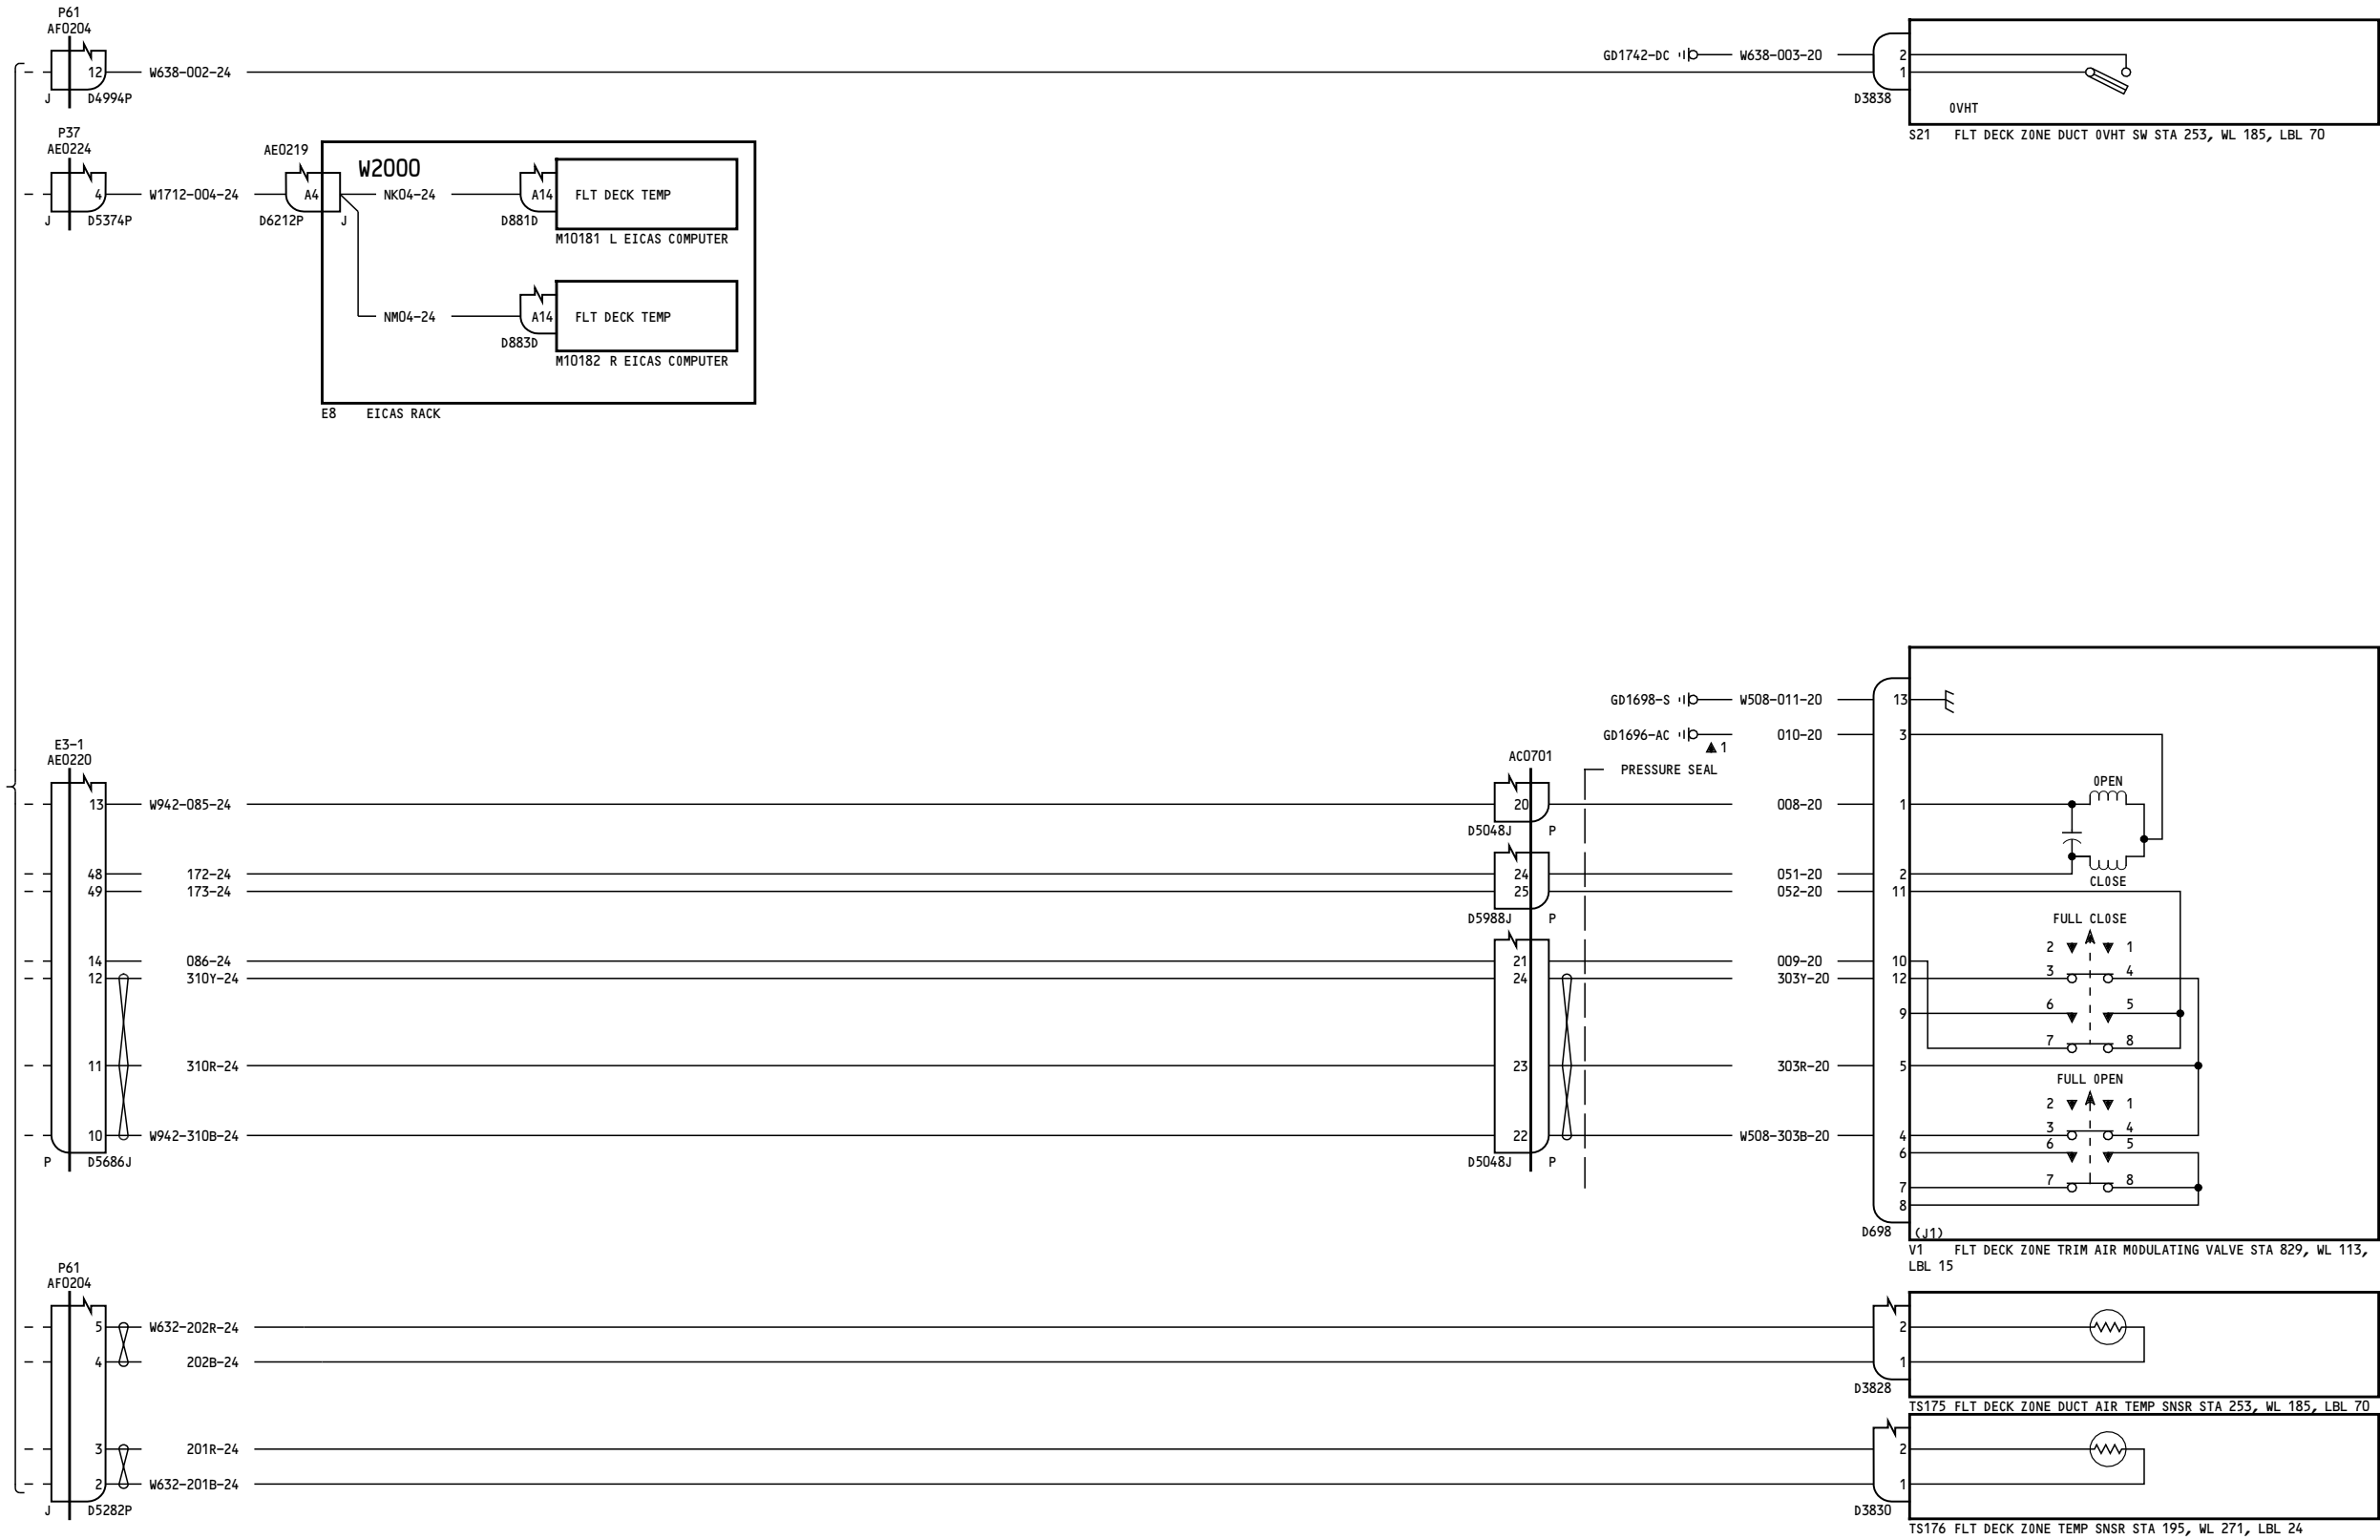 P61
AF0204
12 W638-002-24
J D4994P
GD1742-DC W638-003-20 2
1
D3838
OVHT
S21 FLT DECK ZONE DUCT OVHT SW STA 253, WL 185, LBL 70
P37
AE0224
4 W1712-004-24
J D5374P
AE0219
A4
D6212P J
W2000
NK04-24 A14 FLT DECK TEMP
D881D
M10181 L EICAS COMPUTER
NM04-24 A14 FLT DECK TEMP
D883D
M10182 R EICAS COMPUTER
E8 EICAS RACK
GD1698-S W508-011-20 13
GD1696-AC 010-20 3
1
E3-1
AE0220
AC0701
PRESSURE SEAL
OPEN
13 W942-085-24 20 008-20 1
D5048J P
48 172-24 24 051-20 2
CLOSE
49 173-24 25 052-20 11
D5988J P
FULL CLOSE
2 1
14 086-24 21 009-20 10
12 310Y-24 24 303Y-20 12 3 4
9 6 5
7 8
11 310R-24 23 303R-20 5
FULL OPEN
2 1
10 W942-310B-24 22 W508-303B-20 4 3 4
6 6 5
P D5686J D5048J P
7 7 8
8
D698 (J1)
V1 FLT DECK ZONE TRIM AIR MODULATING VALVE STA 829, WL 113,
LBL 15
P61
AF0204
5 W632-202R-24 2
4 202B-24 1
D3828
TS175 FLT DECK ZONE DUCT AIR TEMP SNSR STA 253, WL 185, LBL 70
3 201R-24 2
2 W632-201B-24 1
J D5282P D3830
TS176 FLT DECK ZONE TEMP SNSR STA 195, WL 271, LBL 24